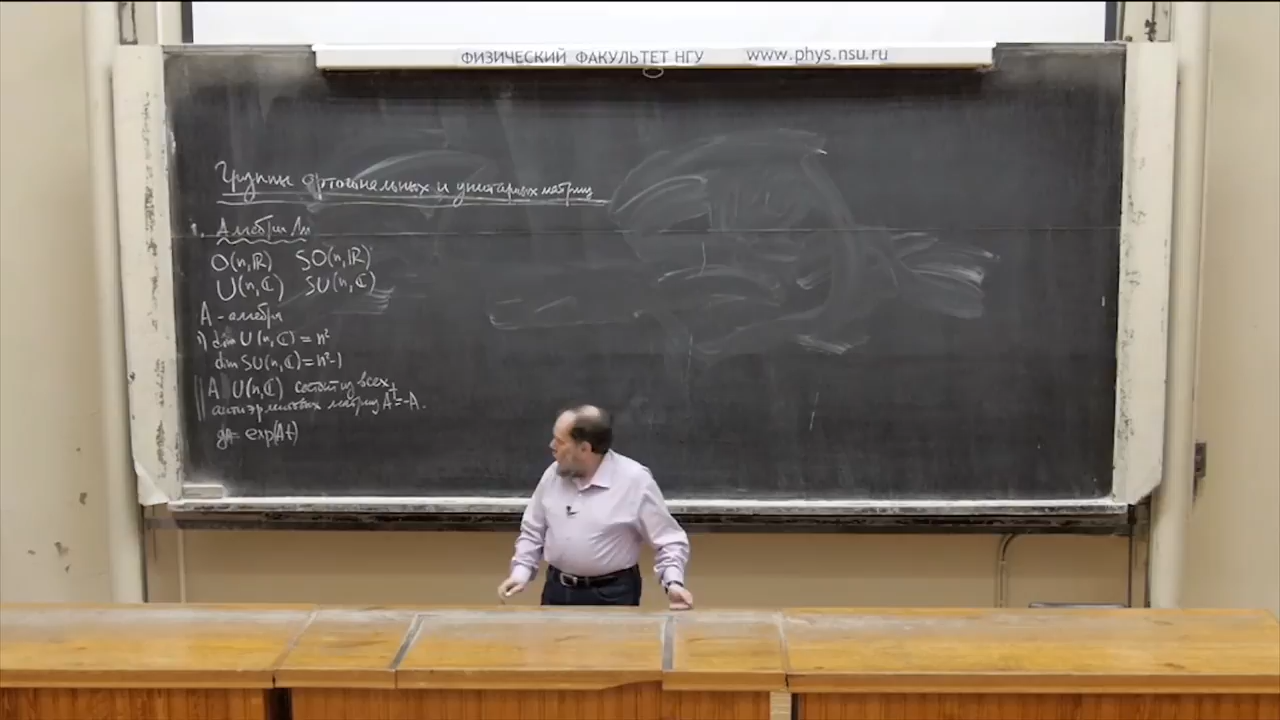 ФИЗИЧЕСКИЙ ФАКУЛЬТЕТ НГУ www.phys.nsu.ru
Группы ортогональных и унитарных матриц
1. Алгебры Ли
O(n,ℝ) SO(n,ℝ)
U(n,ℂ) SU(n,ℂ)
A - алгебра
1) dim U(n,ℂ) = n²
dim SU(n,ℂ) = n²-1
A U(n,ℂ) состоит из всех
антиэрмитовых матриц A⁺=-A.
g = exp(At)